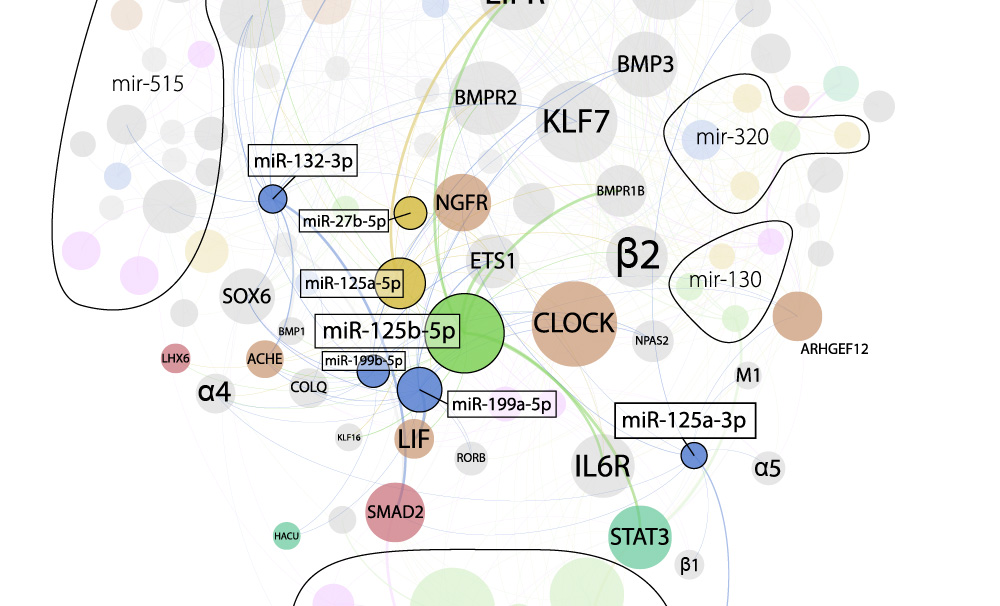 LIFR
BMP3
mir-515
BMPR2
KLF7
mir-320
miR-132-3p
BMPR1B
NGFR
miR-27b-5p
ETS1
β2
mir-130
miR-125a-5p
SOX6
CLOCK
miR-125b-5p
BMP1
NPAS2
ARHGEF12
LHX6
ACHE
miR-199b-5p
M1
COLQ
α4
miR-199a-5p
miR-125a-3p
KLF16
LIF
RORB
IL6R
α5
SMAD2
HACU
STAT3
β1